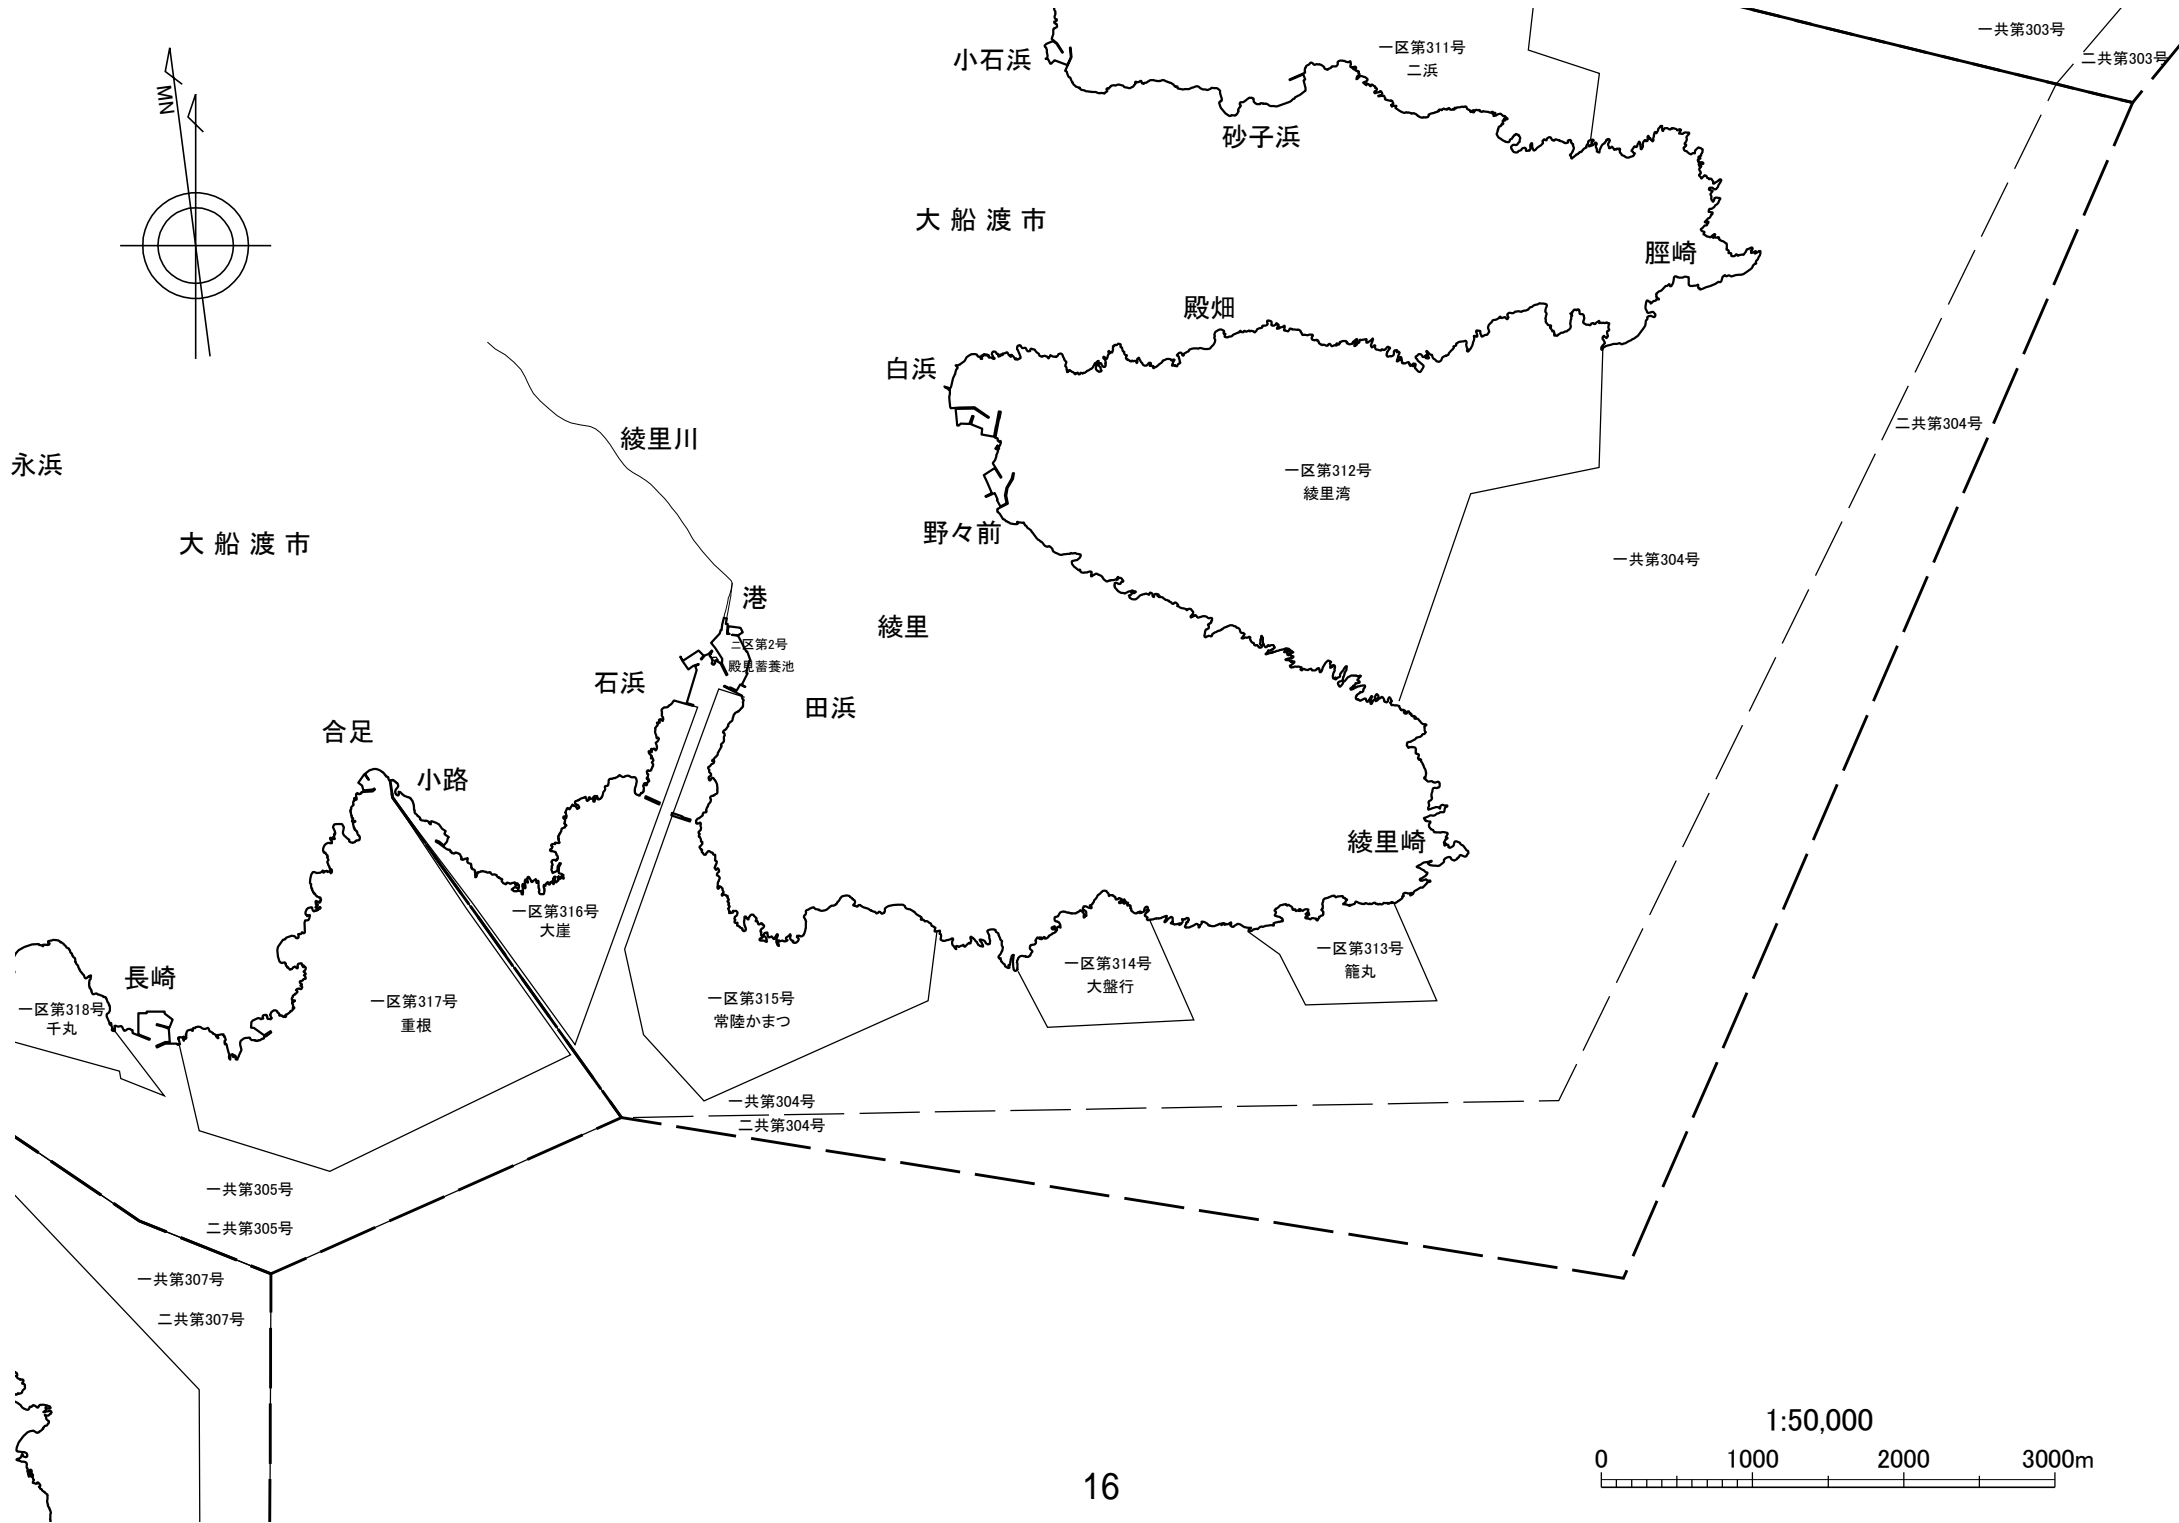 小石浜
一区第311号
二浜
一共第303号
二共第303号
MN
砂子浜
大船渡市
脛崎
殿畑
白浜
綾里川
二共第304号
永浜
一区第312号
綾里湾
野々前
大船渡市
一共第304号
港
綾里
三区第2号
殿見蓄養池
石浜
田浜
合足
小路
綾里崎
一区第316号
大崖
一区第313号
籠丸
一区第314号
大盤行
長崎
一区第318号
千丸
一区第317号
重根
一区第315号
常陸かまつ
一共第304号
二共第304号
一共第305号
二共第305号
一共第307号
二共第307号
1:50,000
0 1000 2000 3000m
16